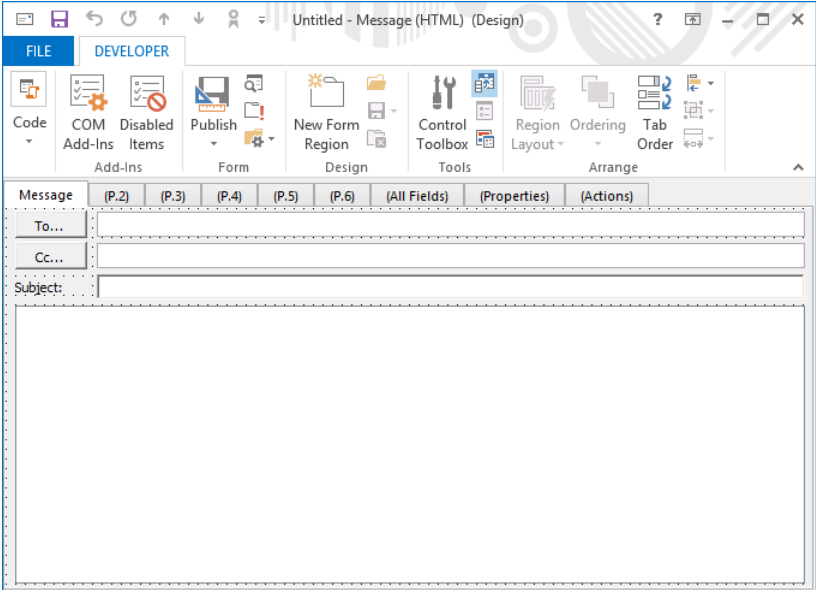 Untitled - Message (HTML) (Design) ?
FILE DEVELOPER
Code COM Add-Ins Disabled Items Publish New Form Region Control Toolbox Region Layout Ordering Tab Order
Add-Ins Form Design Tools Arrange
Message (P.2) (P.3) (P.4) (P.5) (P.6) (All Fields) (Properties) (Actions)
To...
Cc...
Subject: